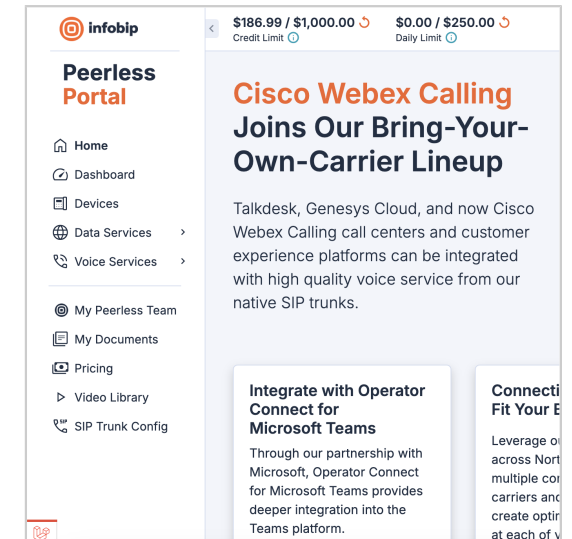 infobip
$186.99 / $1,000.00
Credit Limit
$0.00 / $250.00
Daily Limit
Peerless
Portal
Home
Dashboard
Devices
Data Services
Voice Services
My Peerless Team
My Documents
Pricing
Video Library
SIP Trunk Config
Cisco Webex Calling
Joins Our Bring-Your-
Own-Carrier Lineup
Talkdesk, Genesys Cloud, and now Cisco
Webex Calling call centers and customer
experience platforms can be integrated
with high quality voice service from our
native SIP trunks.
Integrate with Operator
Connect for
Microsoft Teams
Through our partnership with
Microsoft, Operator Connect
for Microsoft Teams provides
deeper integration into the
Teams platform.
Connecti
Fit Your
Leverage
across Nort
multiple
carriers
create
at each of